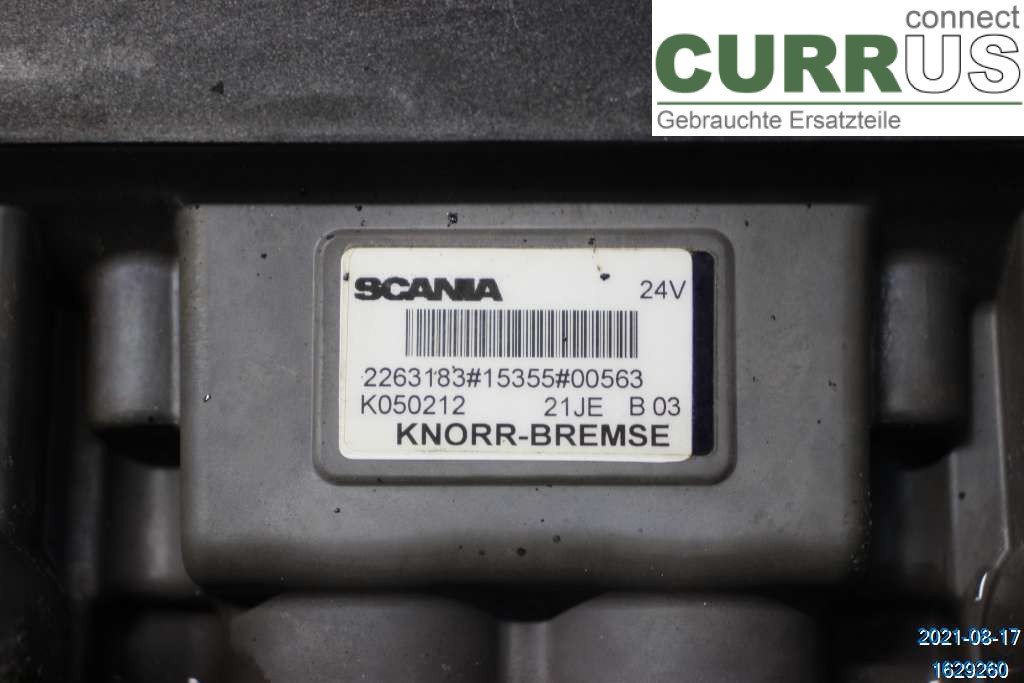 connect
CURRUS
Gebrauchte Ersatzteile
SCANIA 24V
2263183#15355#00563
K050212 21JE B 03
KNORR-BREMSE
2021-08-17
1629260